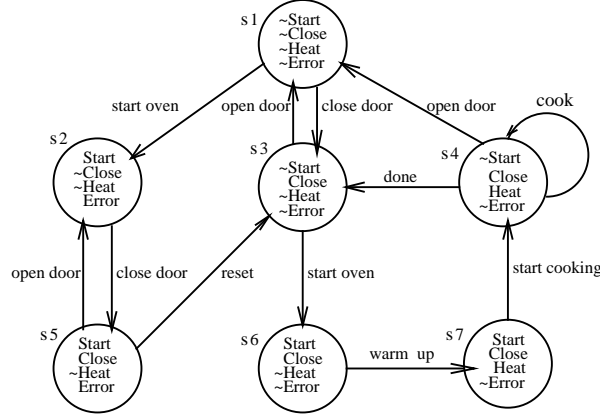 s1
~Start
~Close
~Heat
~Error
start oven
open door
close door
open door
cook
s2
Start
~Close
~Heat
Error
s3
~Start
Close
~Heat
~Error
done
s4
~Start
Close
Heat
~Error
open door
close door
reset
start oven
start cooking
s5
Start
Close
~Heat
Error
s6
Start
Close
~Heat
~Error
warm up
s7
Start
Close
Heat
~Error